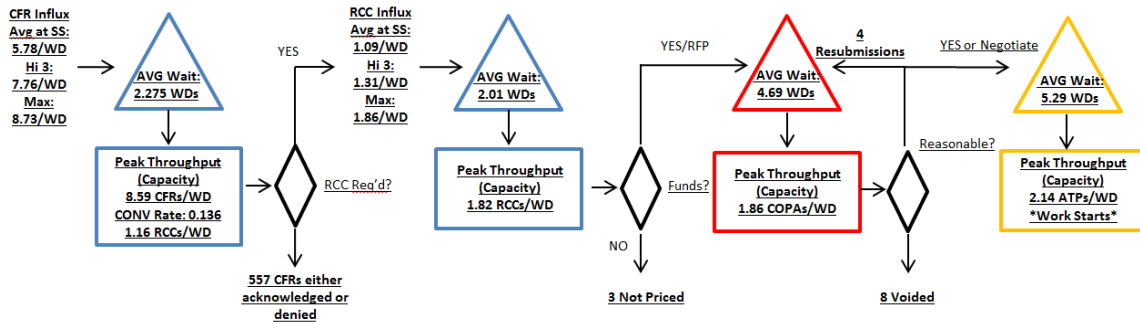 CFR Influx
Avg at SS:
5.78/WD
Hi 3:
7.76/WD
Max:
8.73/WD
AVG Wait:
2.275 WDs
Peak Throughput
(Capacity)
8.59 CFRs/WD
CONV Rate: 0.136
1.16 RCCs/WD
YES
RCC Req'd?
557 CFRs either
acknowledged or
denied
RCC Influx
Avg at SS:
1.09/WD
Hi 3:
1.31/WD
Max:
1.86/WD
AVG Wait:
2.01 WDs
Peak Throughput
(Capacity)
1.82 RCCs/WD
YES/RFP
Funds?
NO
3 Not Priced
AVG Wait:
4.69 WDs
Peak Throughput
(Capacity)
1.86 COPAs/WD
4
Resubmissions
YES or Negotiate
Reasonable?
8 Voided
AVG Wait:
5.29 WDs
Peak Throughput
(Capacity)
2.14 ATPs/WD
*Work Starts*